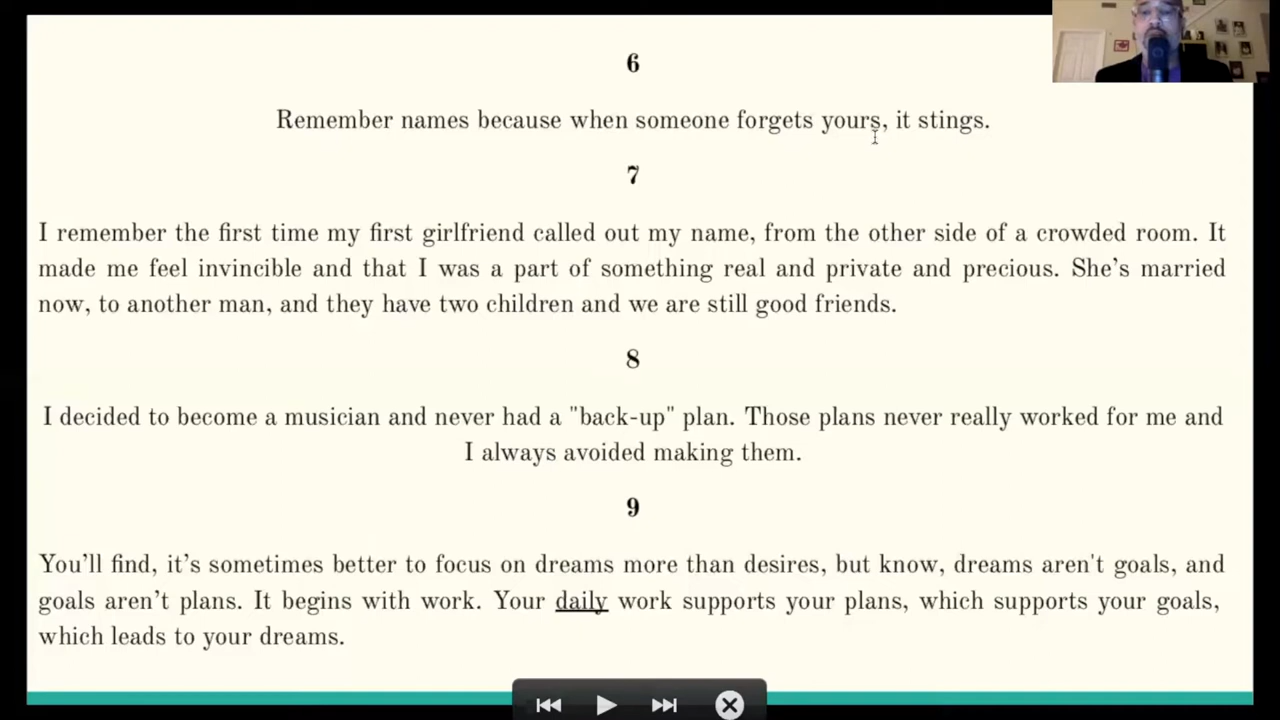 6
Remember names because when someone forgets yours, it stings.
7
I remember the first time my first girlfriend called out my name, from the other side of a crowded room. It
made me feel invincible and that I was a part of something real and private and precious. She’s married
now, to another man, and they have two children and we are still good friends.
8
I decided to become a musician and never had a "back-up" plan. Those plans never really worked for me and
I always avoided making them.
9
You’ll find, it’s sometimes better to focus on dreams more than desires, but know, dreams aren't goals, and
goals aren’t plans. It begins with work. Your daily work supports your plans, which supports your goals,
which leads to your dreams.